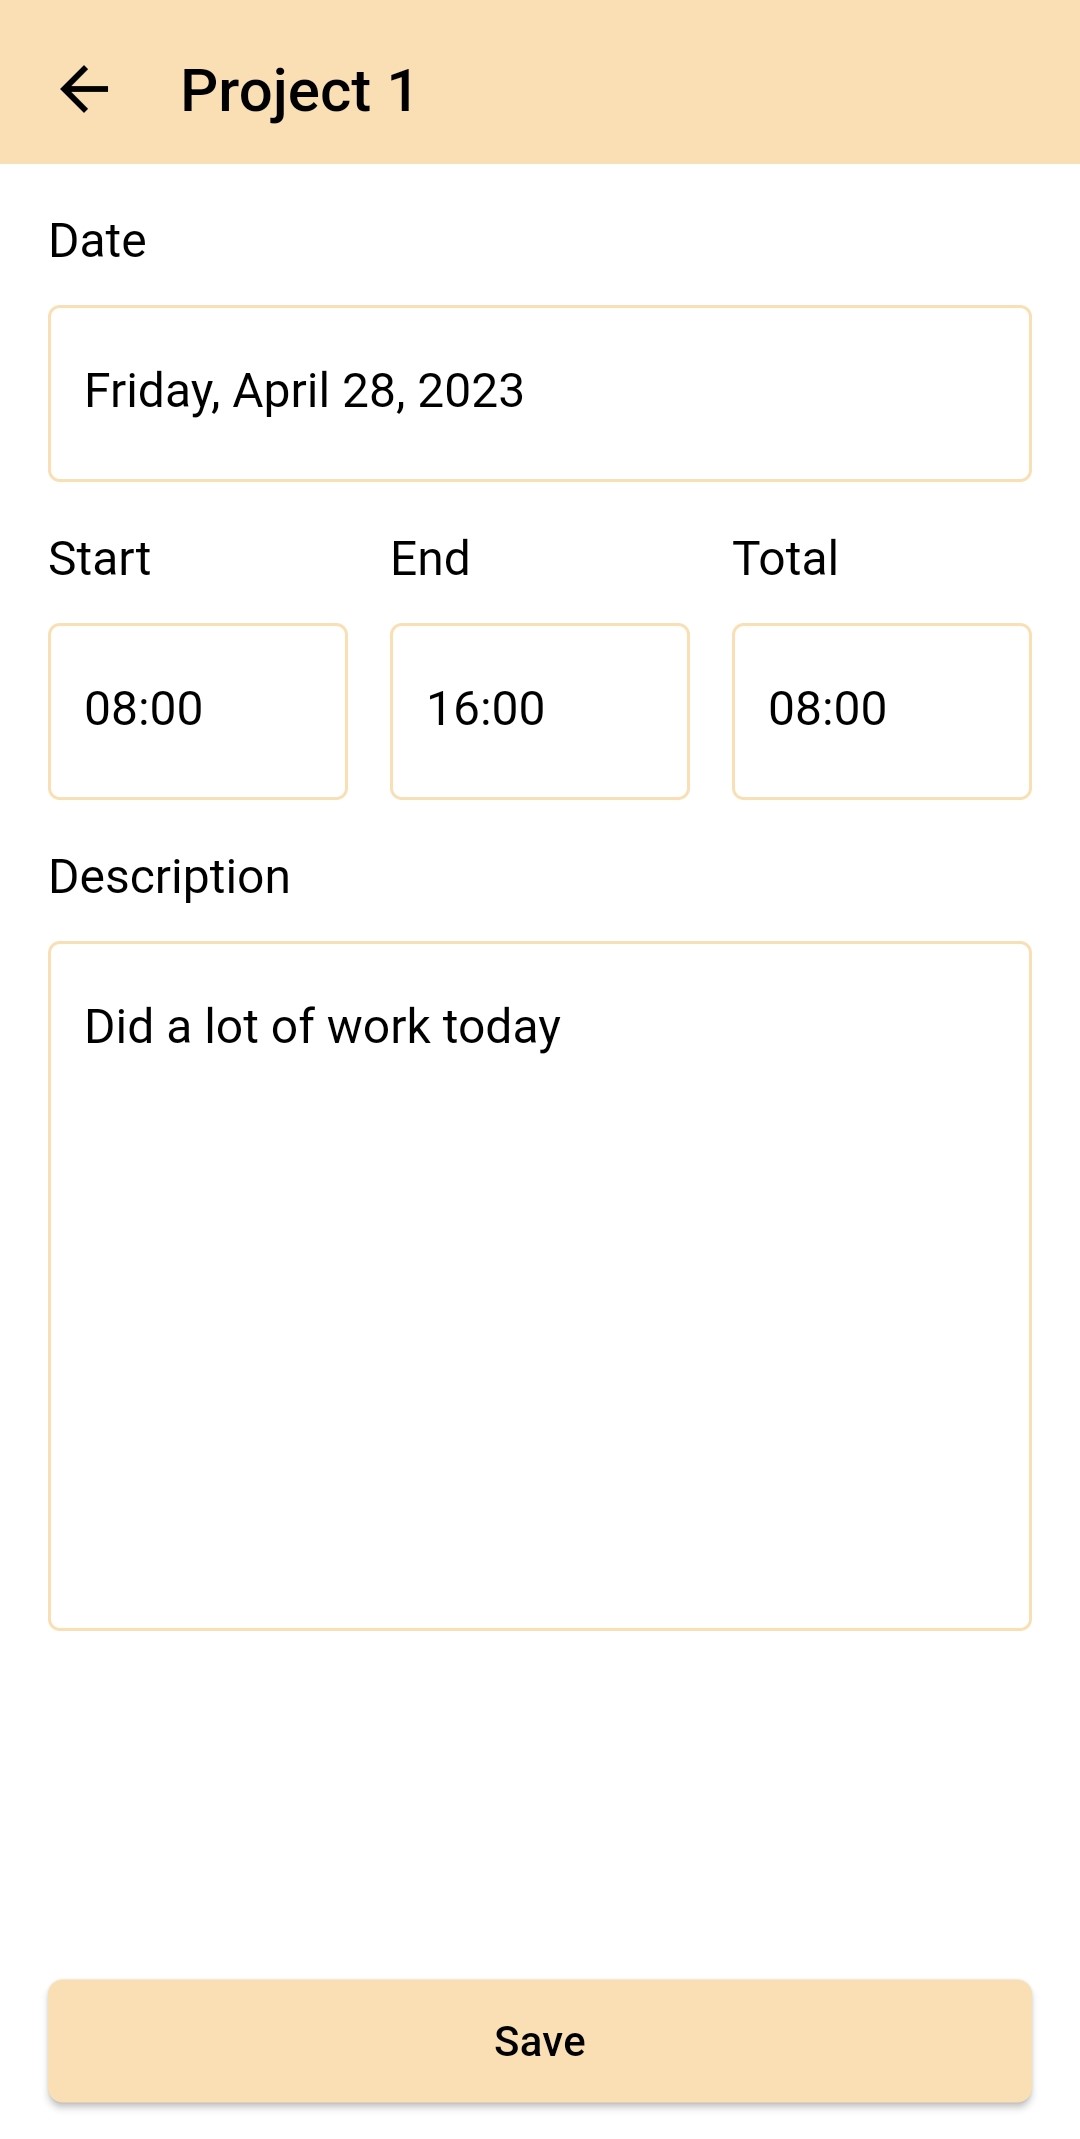 Project 1
Date
Friday, April 28, 2023
Start End Total
08:00 16:00 08:00
Description
Did a lot of work today
Save